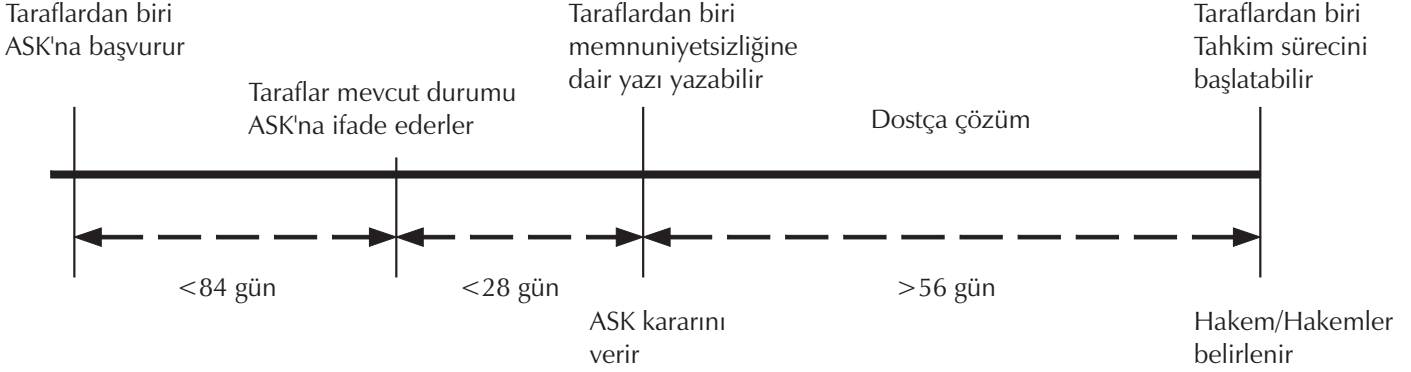 Taraflardan biri
ASK'na başvurur
Taraflar mevcut durumu
ASK'na ifade ederler
Taraflardan biri
memnuniyetsizliğine
dair yazı yazabilir
Dostça çözüm
Taraflardan biri
Tahkim sürecini
başlatabilir
<84 gün
<28 gün
>56 gün
ASK kararını
verir
Hakem/Hakemler
belirlenir